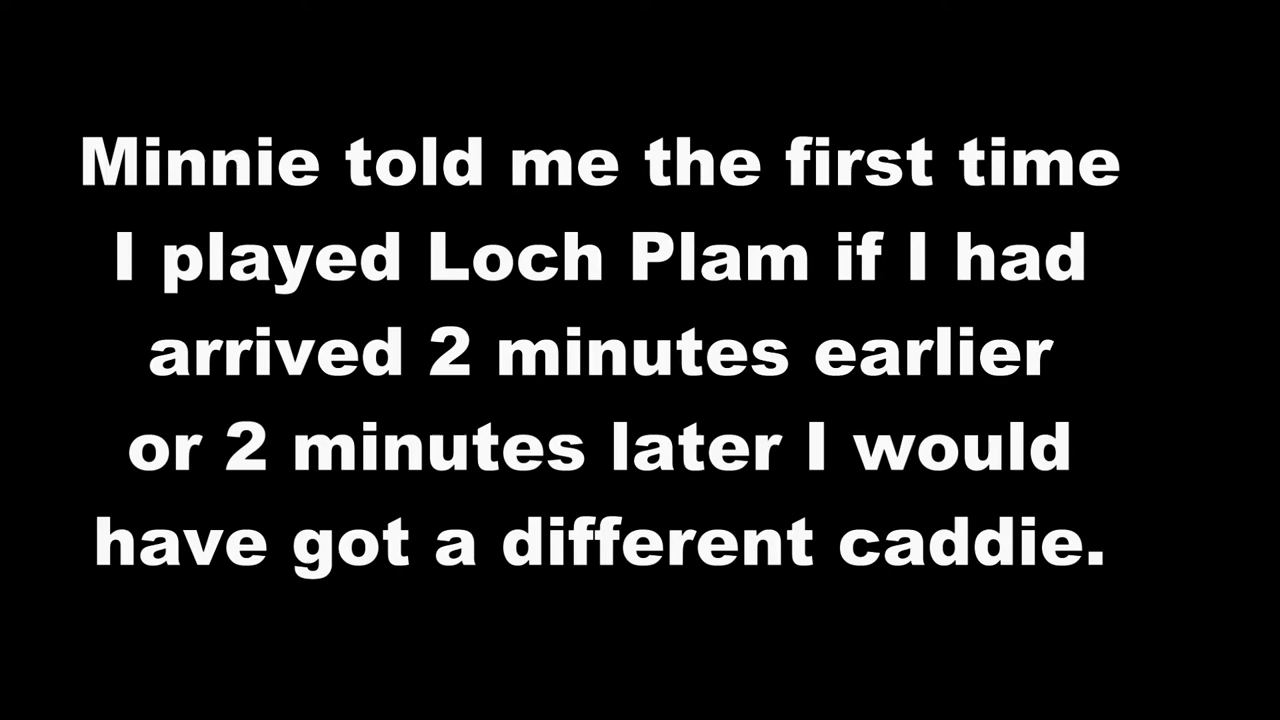 Minnie told me the first time
I played Loch Plam if I had
arrived 2 minutes earlier
or 2 minutes later I would
have got a different caddie.